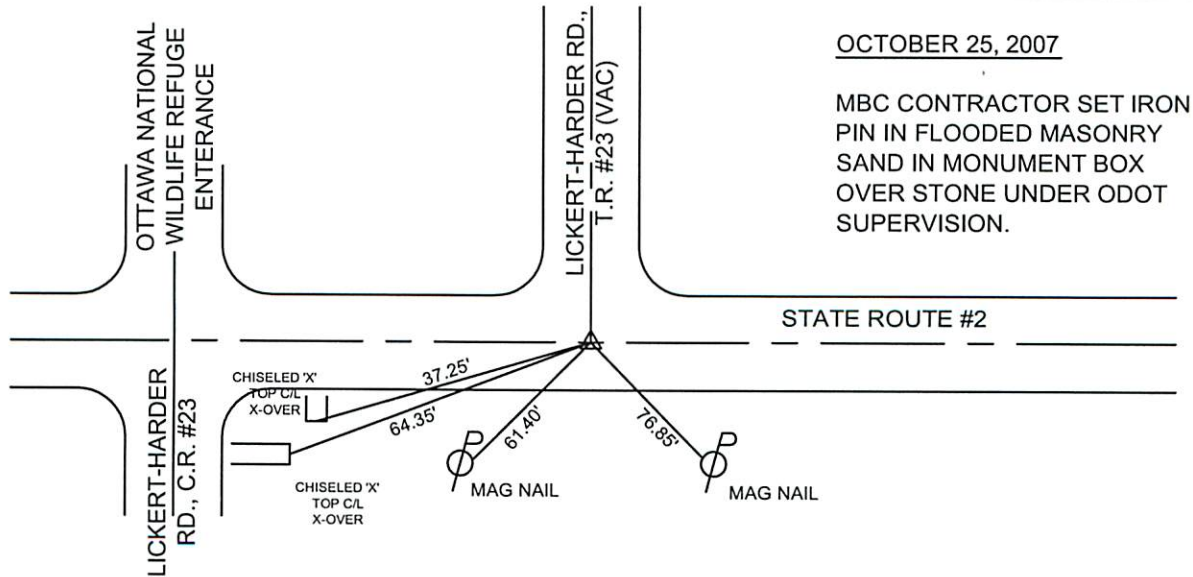 OCTOBER 25, 2007
MBC CONTRACTOR SET IRON
PIN IN FLOODED MASONRY
SAND IN MONUMENT BOX
OVER STONE UNDER ODOT
SUPERVISION.
OTTAWA NATIONAL
WILDLIFE REFUGE
ENTERANCE
LICKERT-HARDER RD.,
T.R. #23 (VAC)
STATE ROUTE #2
CHISELED 'X'
TOP C/L
X-OVER
37.25'
64.35'
61.40'
76.85'
LICKERT-HARDER
RD., C.R. #23
CHISELED 'X'
TOP C/L
X-OVER
MAG NAIL
MAG NAIL